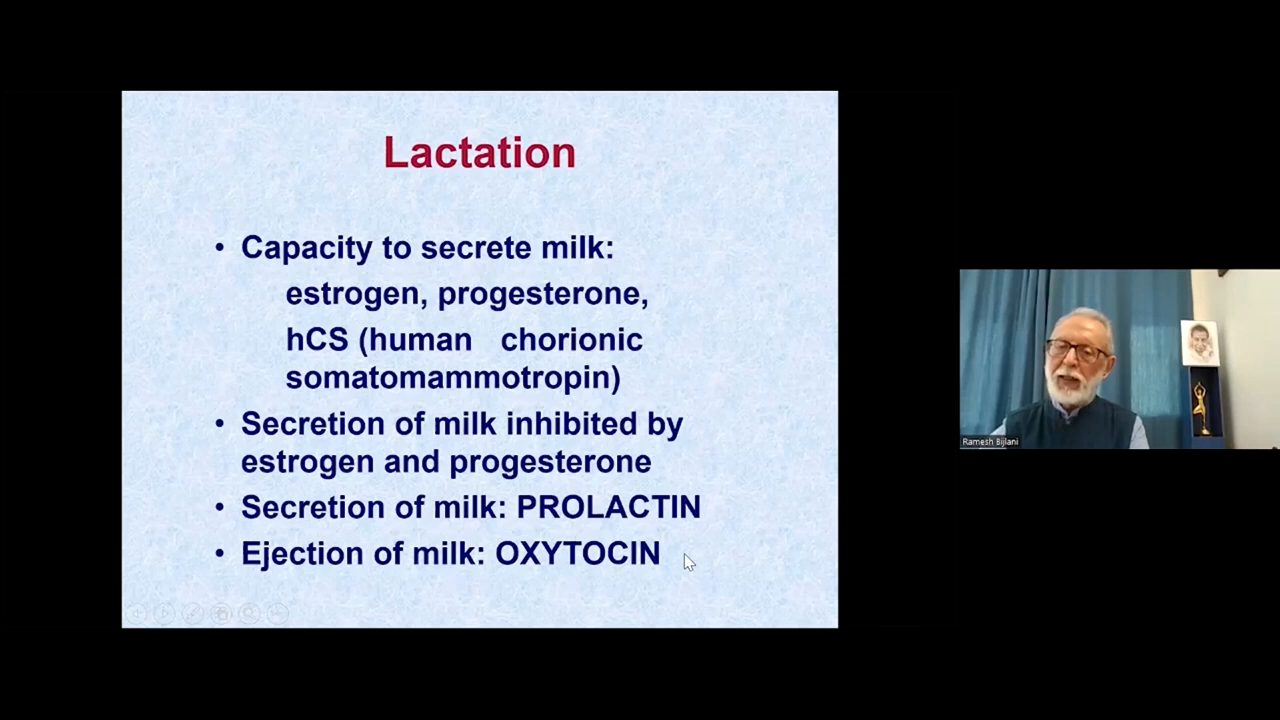 Lactation
• Capacity to secrete milk:
estrogen, progesterone,
hCS (human chorionic
somatomammotropin)
• Secretion of milk inhibited by
estrogen and progesterone
• Secretion of milk: PROLACTIN
• Ejection of milk: OXYTOCIN
Ramesh Bijlani